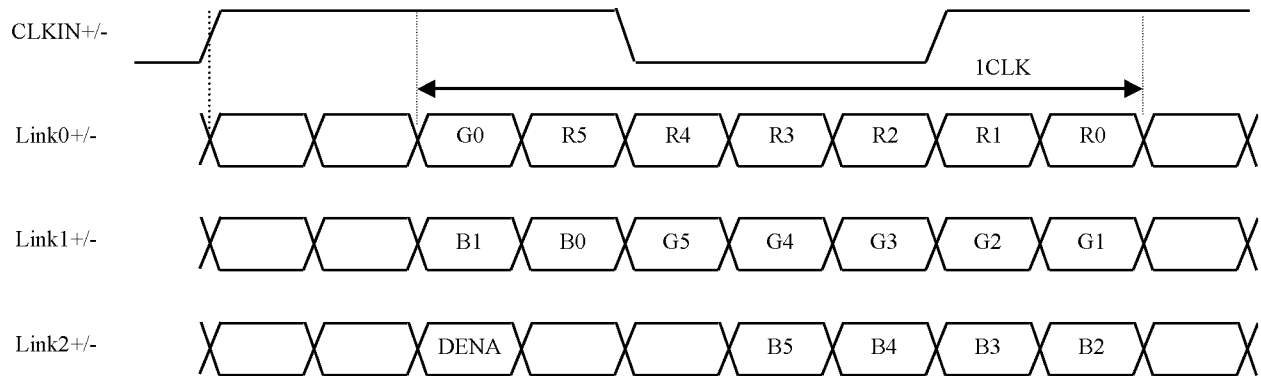 CLKIN+/-
1CLK
Link0+/- G0 R5 R4 R3 R2 R1 R0
Link1+/- B1 B0 G5 G4 G3 G2 G1
Link2+/- DENA B5 B4 B3 B2